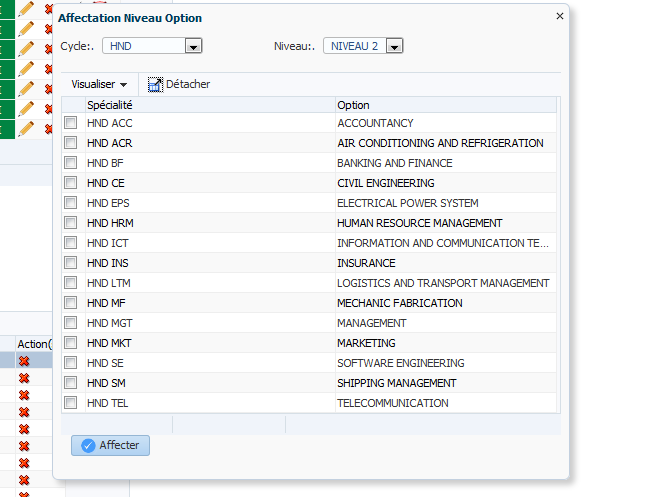 Affectation Niveau Option
Cycle:. HND Niveau:. NIVEAU 2
Visualiser Détacher
Spécialité Option
HND ACC ACCOUNTANCY
HND ACR AIR CONDITIONING AND REFRIGERATION
HND BF BANKING AND FINANCE
HND CE CIVIL ENGINEERING
HND EPS ELECTRICAL POWER SYSTEM
HND HRM HUMAN RESOURCE MANAGEMENT
HND ICT INFORMATION AND COMMUNICATION TE...
HND INS INSURANCE
HND LTM LOGISTICS AND TRANSPORT MANAGEMENT
HND MF MECHANIC FABRICATION
HND MGT MANAGEMENT
HND MKT MARKETING
HND SE SOFTWARE ENGINEERING
HND SM SHIPPING MANAGEMENT
HND TEL TELECOMMUNICATION
Affecter
Action(